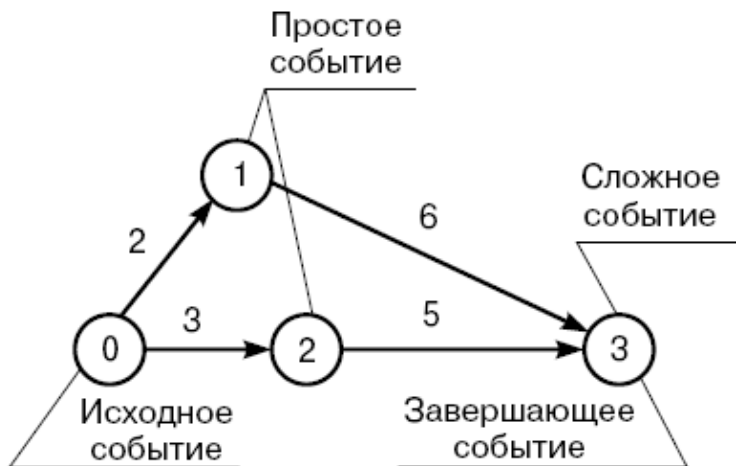 Простое
событие
1
Сложное
событие
2
6
3
5
0
2
3
Исходное
событие
Завершающее
событие